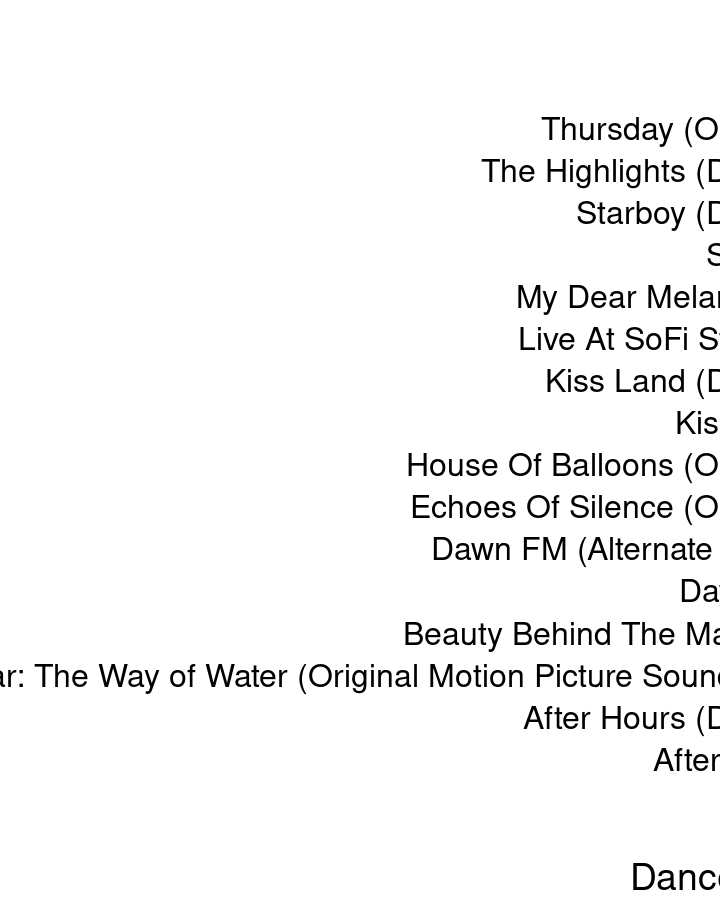 Thursday (O
The Highlights (D
Starboy (D
S
My Dear Melan
Live At SoFi St
Kiss Land (D
Kis
House Of Balloons (O
Echoes Of Silence (O
Dawn FM (Alternate
Daw
Beauty Behind The Ma
ar: The Way of Water (Original Motion Picture Sound
After Hours (D
After
Dance